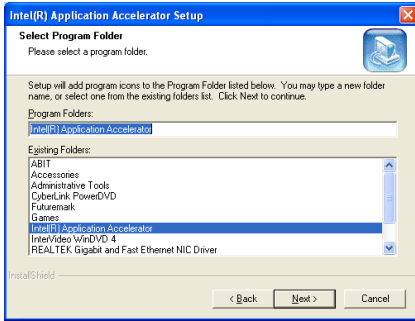 Intel(R) Application Accelerator Setup
Select Program Folder
Please select a program folder.
Setup will add program icons to the Program Folder listed below. You may type a new folder
name, or select one from the existing folders list. Click Next to continue.
Program Folders:
Intel(R) Application Accelerator
Existing Folders:
ABIT
Accessories
Administrative Tools
CyberLink PowerDVD
Futuremark
Games
Intel(R) Application Accelerator
InterVideo WinDVD 4
REALTEK Gigabit and Fast Ethernet NIC Driver
InstallShield
< Back
Next >
Cancel